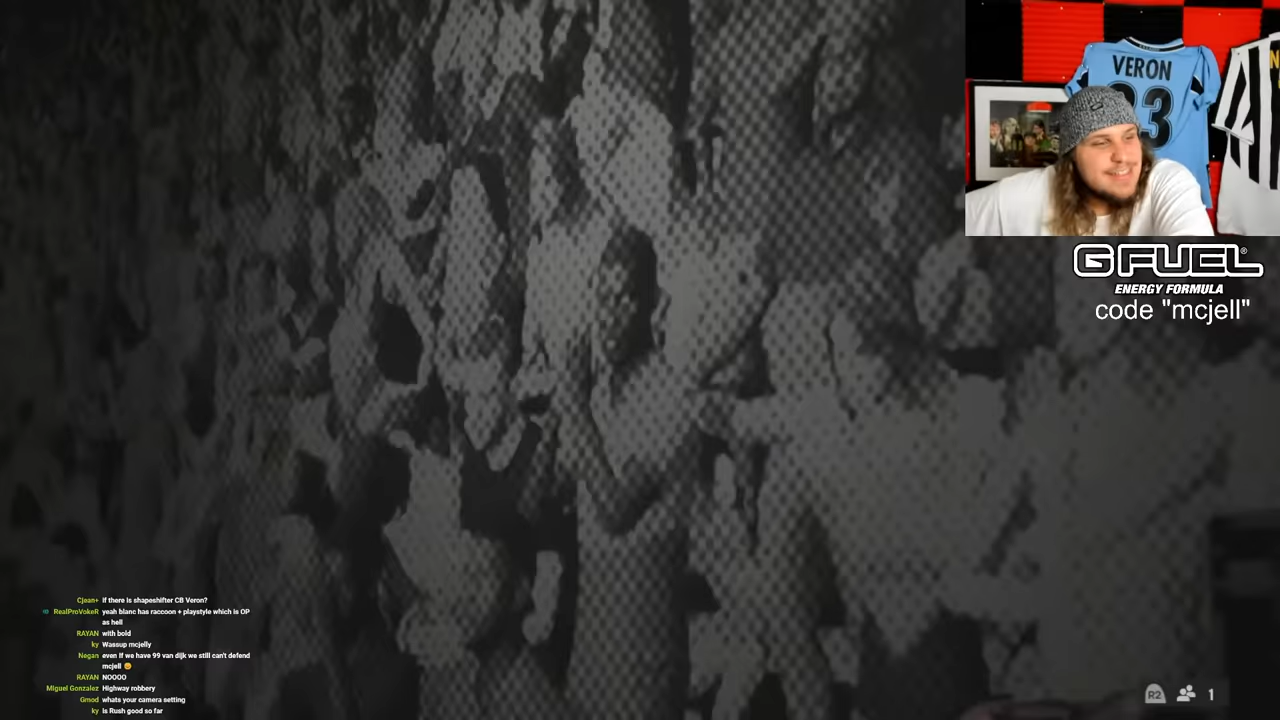 VERON
23
N
G FUEL
ENERGY FORMULA
code "mcjell"
Cjean+ If there is shapeshifter CB Veron?
RealProVokeR yeah blanc has raccoon + playstyle which is OP
as hell
RAYAN with bold
ky Wassup mcjelly
Negan even if we have 99 van dijk we still can't defend
mcjell
RAYAN NOOOO
Miguel Gonzalez Highway robbery
Gmod whats your camera setting
ky Is Rush good so far
R2 1